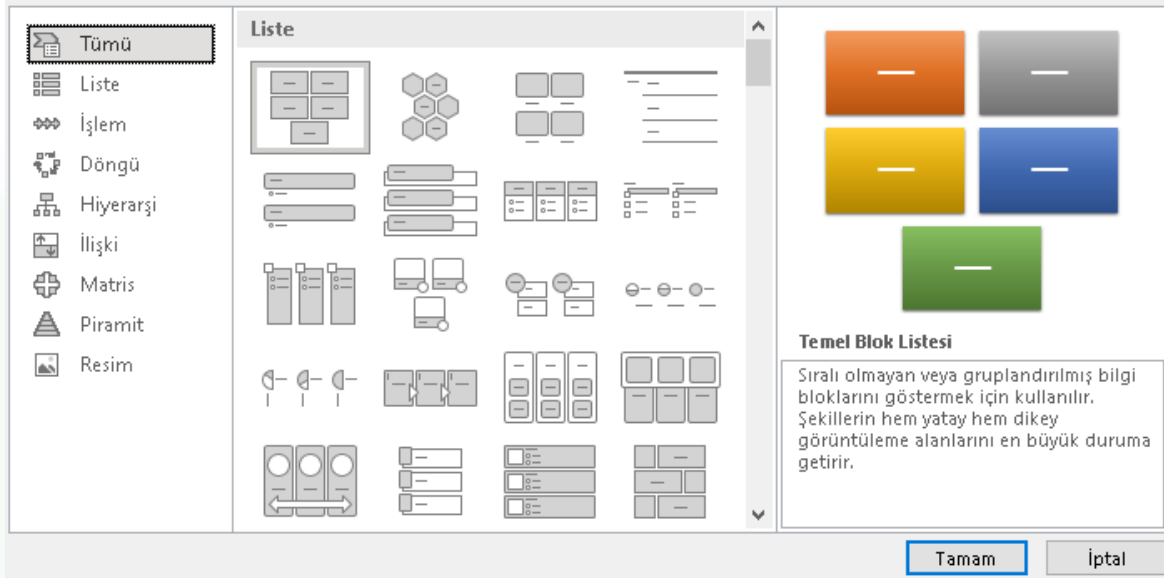 Tümü
Liste
İşlem
Döngü
Hiyerarşi
İlişki
Matris
Piramit
Resim
Liste
Temel Blok Listesi
Sıralı olmayan veya gruplandırılmış bilgi
bloklarını göstermek için kullanılır.
Şekillerin hem yatay hem dikey
görüntüleme alanlarını en büyük duruma
getirir.
Tamam
İptal